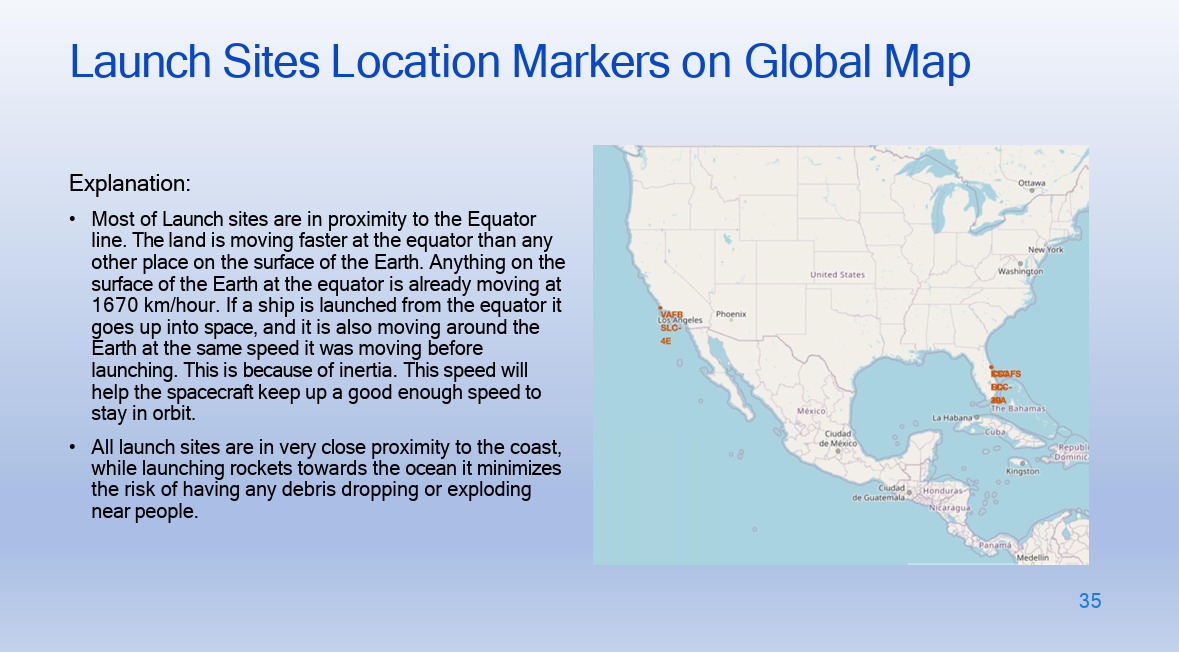 Launch Sites Location Markers on Global Map
Explanation:
• Most of Launch sites are in proximity to the Equator
line. The land is moving faster at the equator than any
other place on the surface of the Earth. Anything on the
surface of the Earth at the equator is already moving at
1670 km/hour. If a ship is launched from the equator it
goes up into space, and it is also moving around the
Earth at the same speed it was moving before
launching. This is because of inertia. This speed will
help the spacecraft keep up a good enough speed to
stay in orbit.
• All launch sites are in very close proximity to the coast,
while launching rockets towards the ocean it minimizes
the risk of having any debris dropping or exploding
near people.
Ottawa
New York
Washington
United States
VAFB
Los Angeles
SLC-
4E
Phoenix
The Bahamas
México
La Habana
Cuba
Ciudad
de México
Kingston
Ciudad
de Guatemala
Honduras
Nicaragua
Panamá
Medellín
35